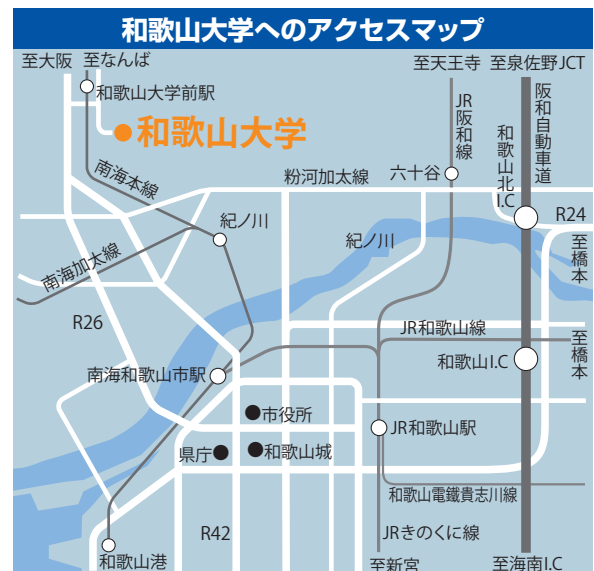 和歌山大学へのアクセスマップ
至大阪 至なんば
至天王寺 至泉佐野JCT
和歌山大学前駅
和歌山大学
JR阪和線
阪和自動車道
和歌山北I.C
南海本線
粉河加太線
六十谷
R24
紀ノ川
紀ノ川
至橋本
南海加太線
R26
JR和歌山線
至橋本
和歌山I.C
南海和歌山市駅
市役所
JR和歌山駅
県庁
和歌山城
和歌山電鐵貴志川線
R42
JRきのくに線
和歌山港
至新宮
至海南I.C